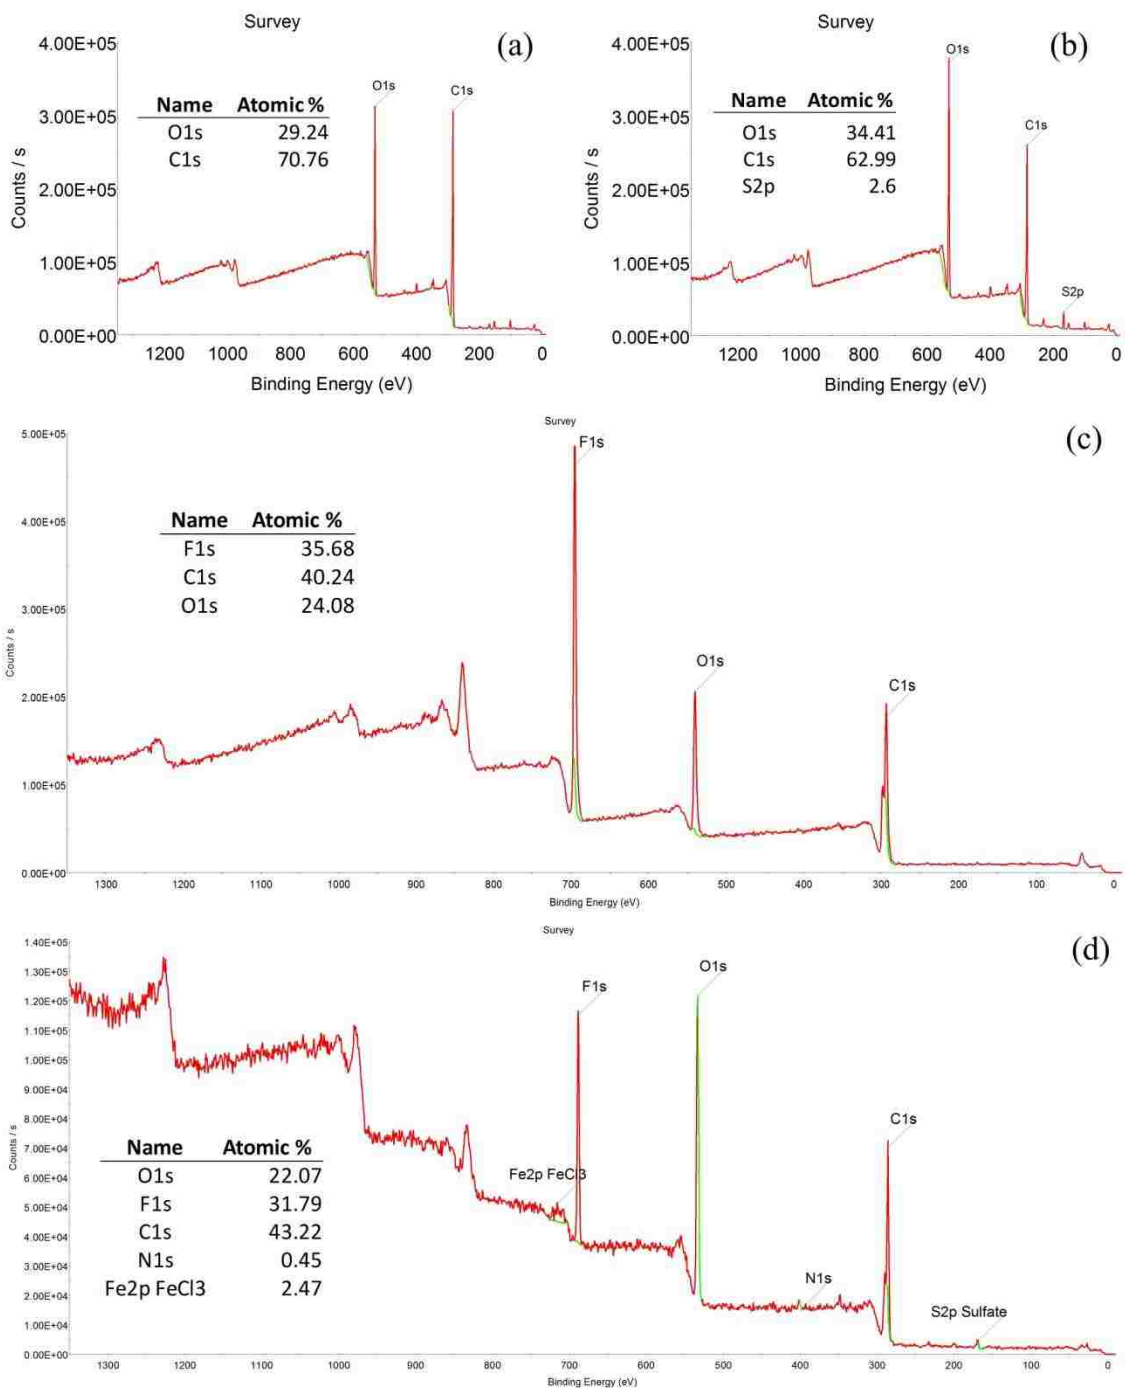 Survey
(a)
4.00E+05
3.00E+05
2.00E+05
1.00E+05
0.00E+00
Counts / s
Name Atomic %
O1s 29.24
C1s 70.76
O1s
C1s
1200 1000 800 600 400 200 0
Binding Energy (eV)
Survey
(b)
4.00E+05
3.00E+05
2.00E+05
1.00E+05
0.00E+00
Counts / s
Name Atomic %
O1s 34.41
C1s 62.99
S2p 2.6
O1s
C1s
S2p
1200 1000 800 600 400 200 0
Binding Energy (eV)
Survey
(c)
5.00E+05
4.00E+05
3.00E+05
2.00E+05
1.00E+05
0.00E+00
Counts / s
Name Atomic %
F1s 35.68
C1s 40.24
O1s 24.08
F1s
O1s
C1s
1300 1200 1100 1000 900 800 700 600 500 400 300 200 100 0
Binding Energy (eV)
Survey
(d)
1.40E+05
1.30E+05
1.20E+05
1.10E+05
1.00E+05
9.00E+04
8.00E+04
7.00E+04
6.00E+04
5.00E+04
4.00E+04
3.00E+04
2.00E+04
1.00E+04
0.00E+00
Counts / s
Name Atomic %
O1s 22.07
F1s 31.79
C1s 43.22
N1s 0.45
Fe2p FeCl3 2.47
Fe2p FeCl3
F1s
O1s
N1s
C1s
S2p Sulfate
1300 1200 1100 1000 900 800 700 600 500 400 300 200 100 0
Binding Energy (eV)